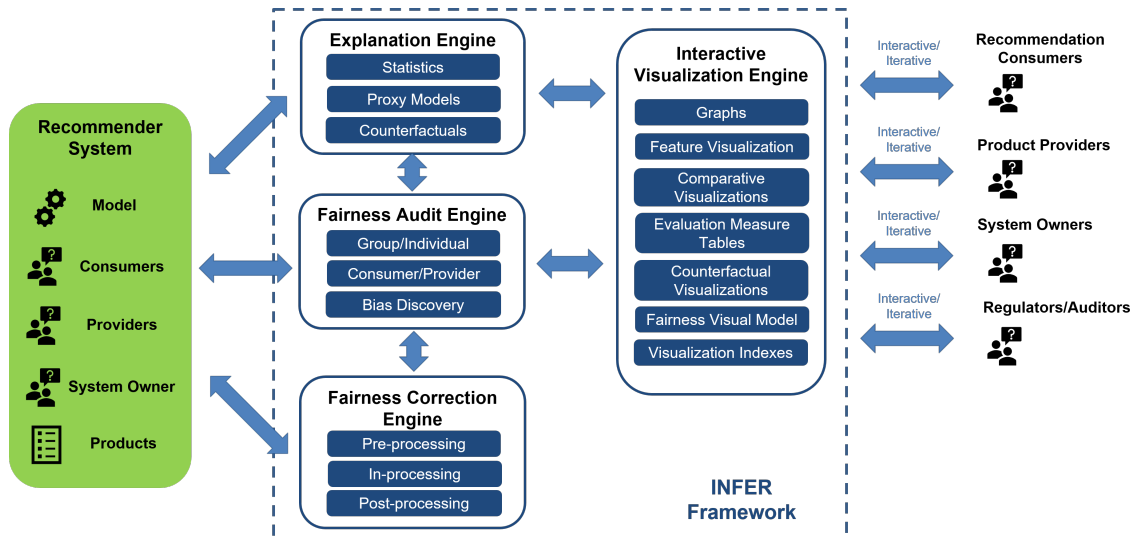 Recommender
System
Model
Consumers
Providers
System Owner
Products
Explanation Engine
Statistics
Proxy Models
Counterfactuals
Fairness Audit Engine
Group/Individual
Consumer/Provider
Bias Discovery
Fairness Correction
Engine
Pre-processing
In-processing
Post-processing
Interactive
Visualization Engine
Graphs
Feature Visualization
Comparative
Visualizations
Evaluation Measure
Tables
Counterfactual
Visualizations
Fairness Visual Model
Visualization Indexes
INFER
Framework
Interactive/
Iterative
Recommendation
Consumers
?
Interactive/
Iterative
Product Providers
?
Interactive/
Iterative
System Owners
?
Interactive/
Iterative
Regulators/Auditors
?